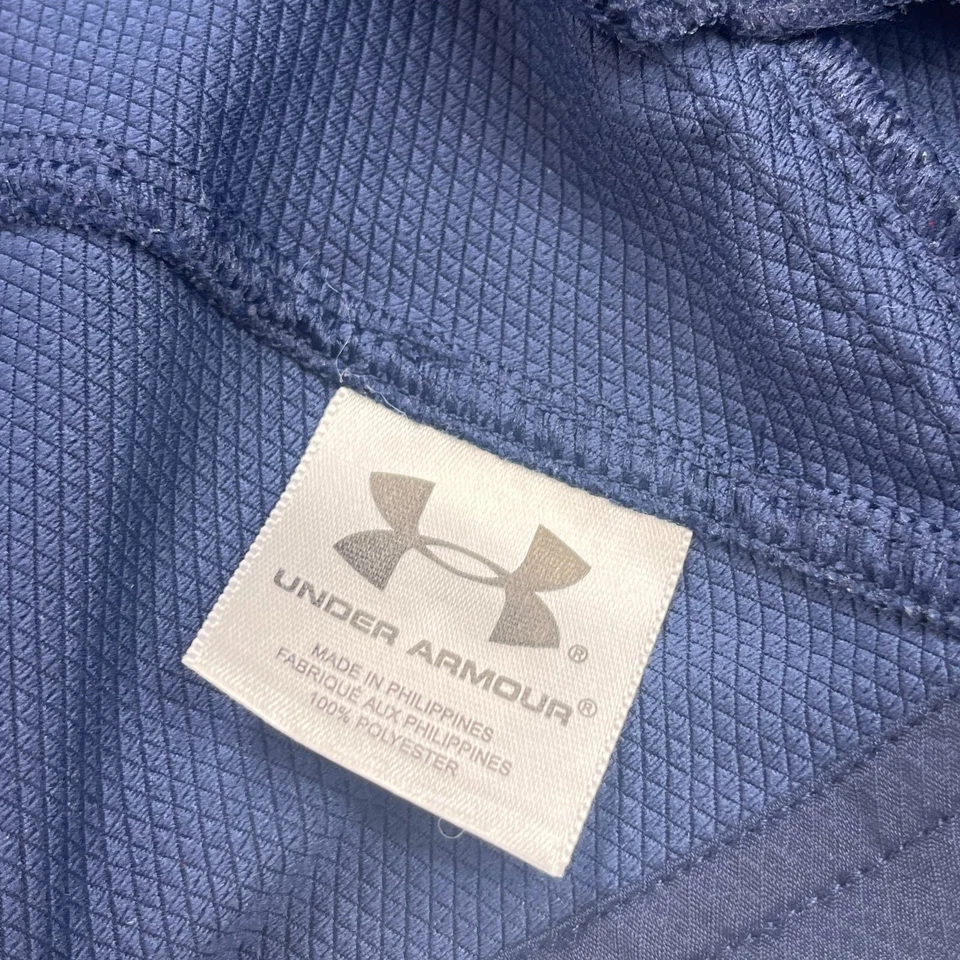 ®
UNDER ARMOUR®
MADE IN PHILIPPINES
FABRIQUÉ AUX PHILIPPINES
100% POLYESTER